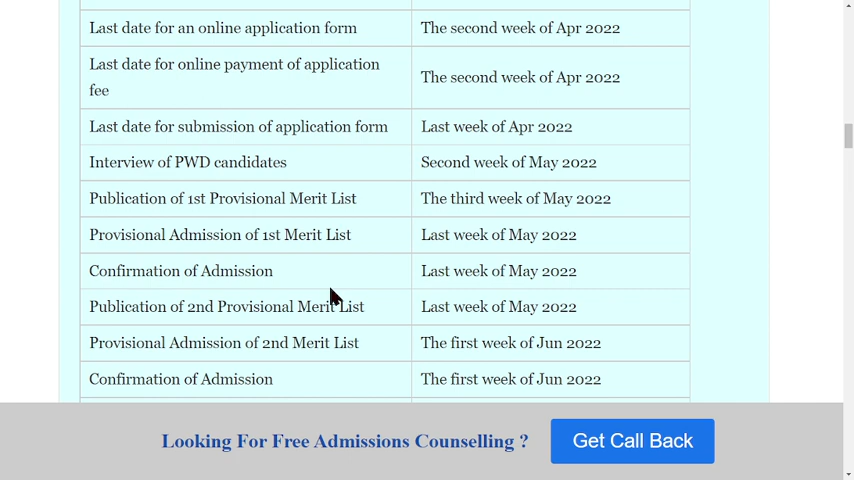 Last date for an online application form The second week of Apr 2022
Last date for online payment of application
fee The second week of Apr 2022
Last date for submission of application form Last week of Apr 2022
Interview of PWD candidates Second week of May 2022
Publication of 1st Provisional Merit List The third week of May 2022
Provisional Admission of 1st Merit List Last week of May 2022
Confirmation of Admission Last week of May 2022
Publication of 2nd Provisional Merit List Last week of May 2022
Provisional Admission of 2nd Merit List The first week of Jun 2022
Confirmation of Admission The first week of Jun 2022
Looking For Free Admissions Counselling ? Get Call Back